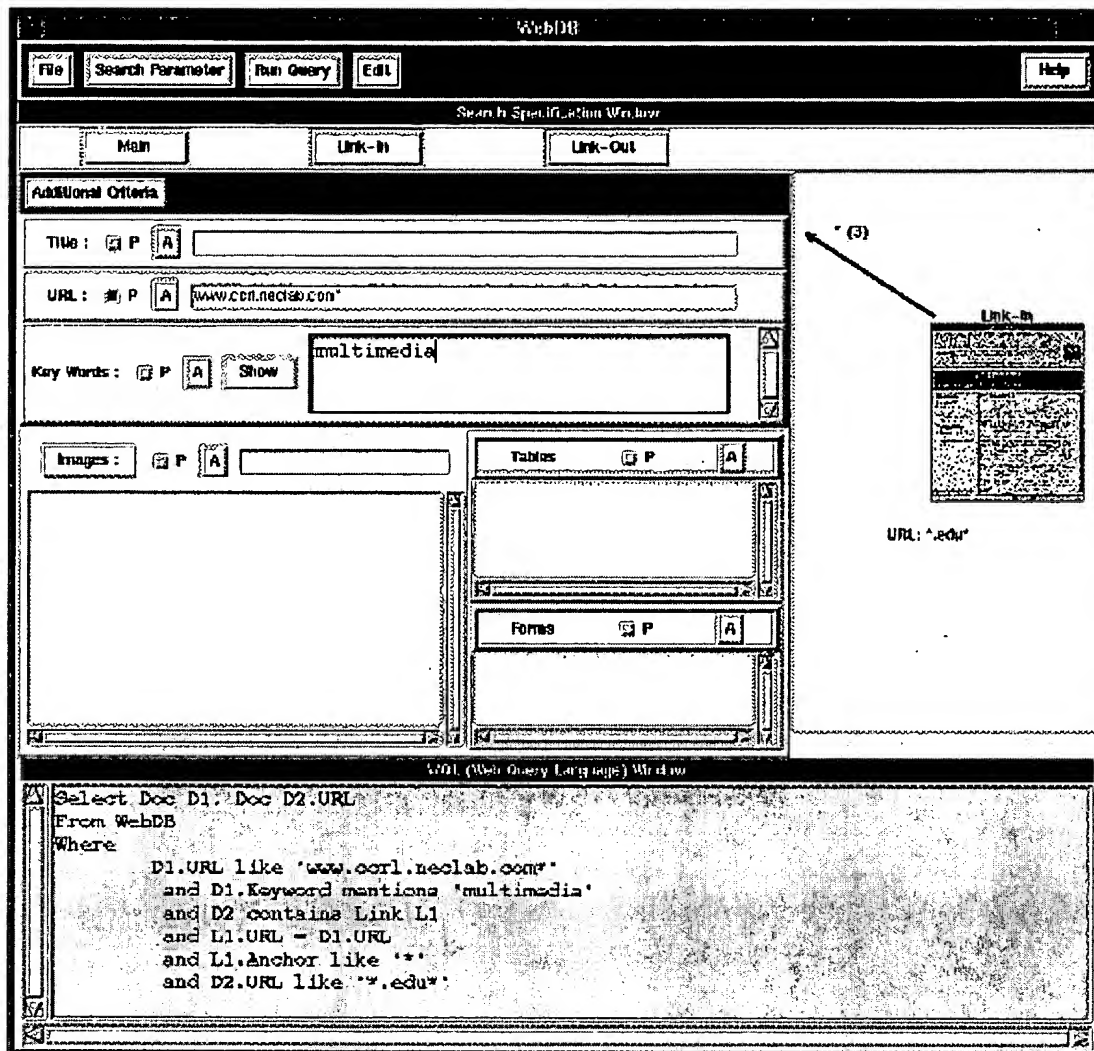 WebDB
File Search Parameter Run Query Edit Help
Search Specification Window
Main Link-In Link-Out
Additional Criteria
Title : P A
* (3)
URL : P A www.ccrl.neclab.com*
Link-In
Key Words : P A Show multimedia
Images : P A
Tables P A
URL: *.edu*
Forms P A
WQL (Web Query Language) Window
Select Doc D1, Doc D2.URL
From WebDB
Where
D1.URL like 'www.ccrl.neclab.com*'
and D1.Keyword mentions 'multimedia'
and D2 contains Link L1
and L1.URL = D1.URL
and L1.Anchor like '*'
and D2.URL like '*.edu*'